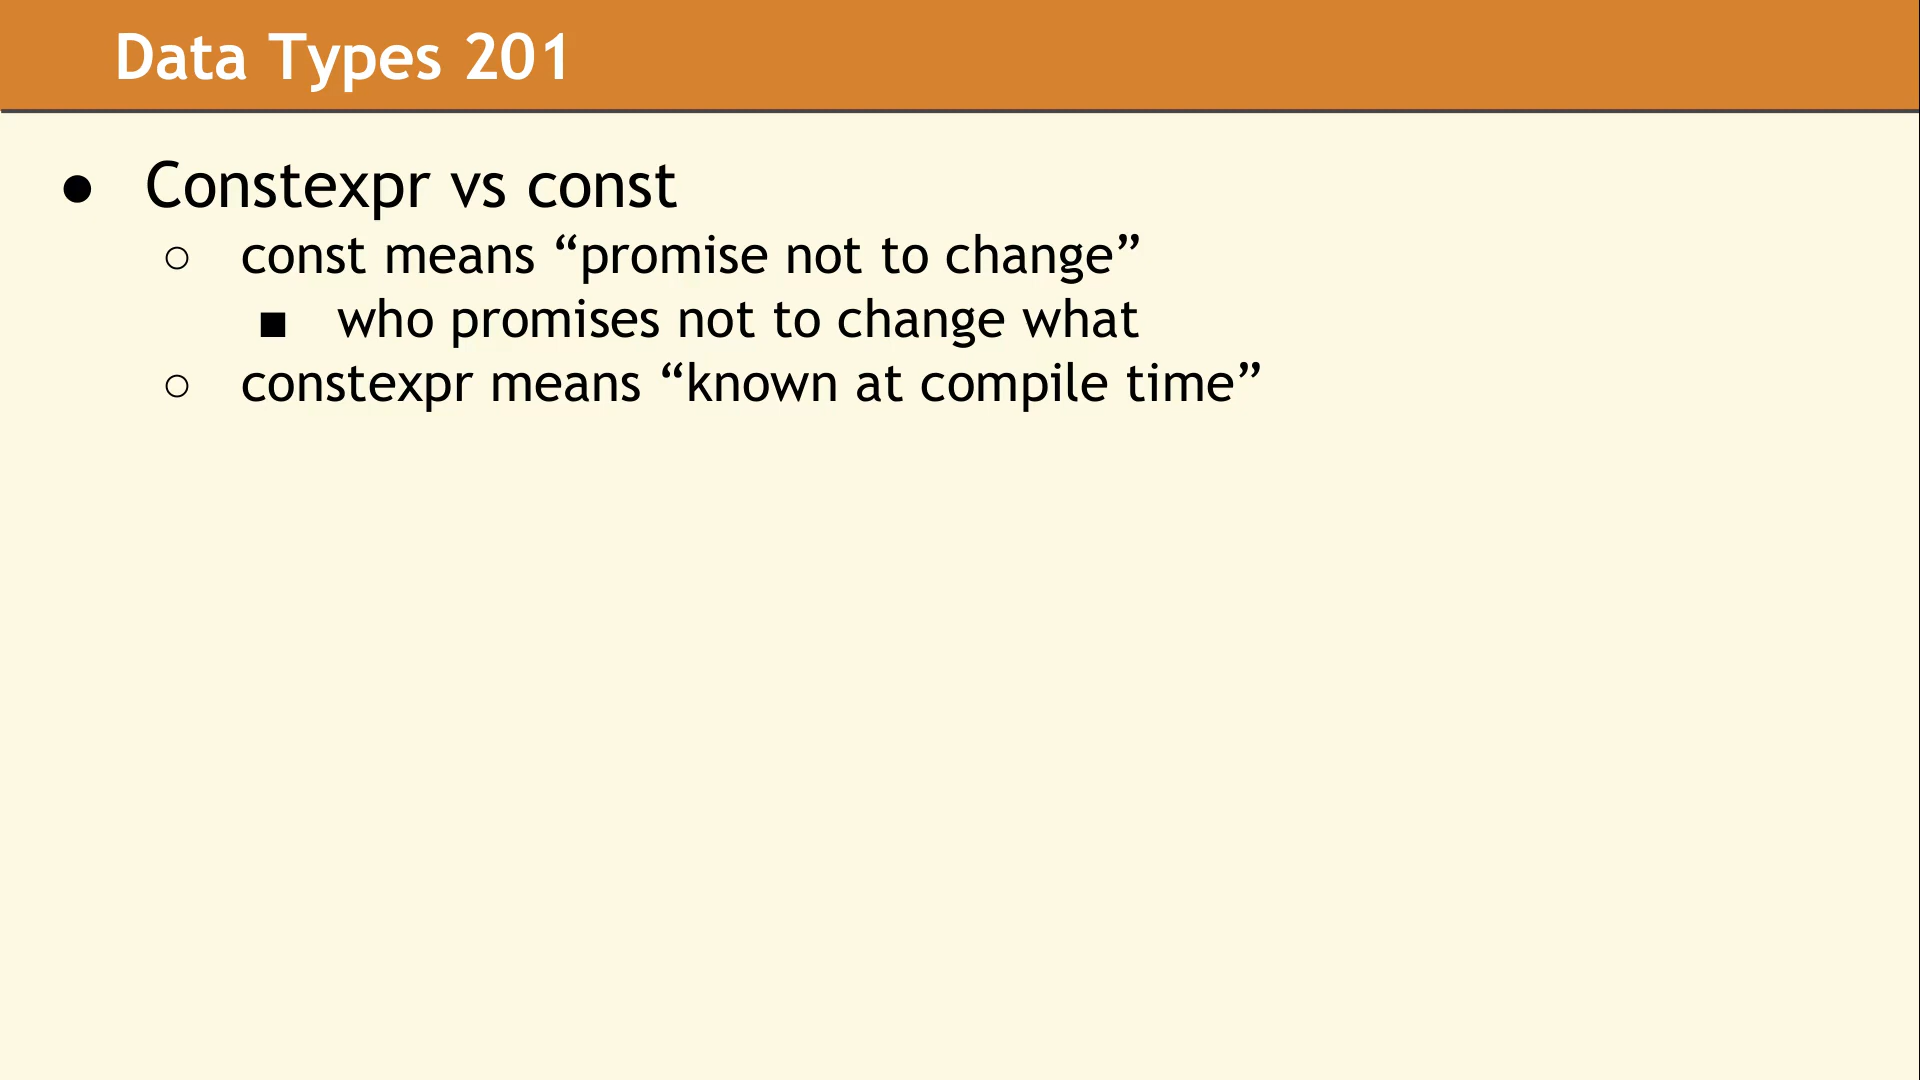 Data Types 201
● Constexpr vs const
○ const means “promise not to change”
■ who promises not to change what
○ constexpr means “known at compile time”